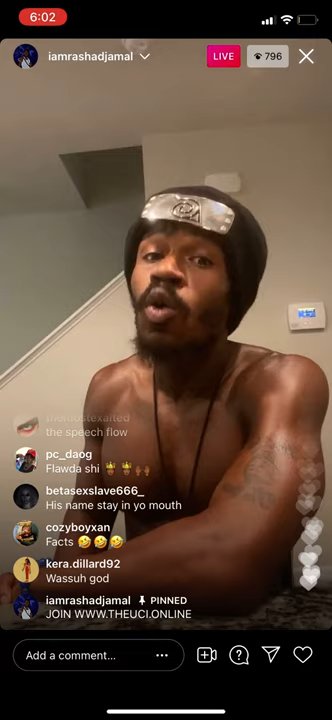 6:02
iamrashadjamal
LIVE
796
the speech flow
pc_daog
Flawda shi 🤴🤴🙌🏾
betasexslave666_
His name stay in yo mouth
cozyboyxan
Facts 🤣🤣🤣
kera.dillard92
Wassuh god
iamrashadjamal PINNED
JOIN WWW.THEUCI.ONLINE
Add a comment...